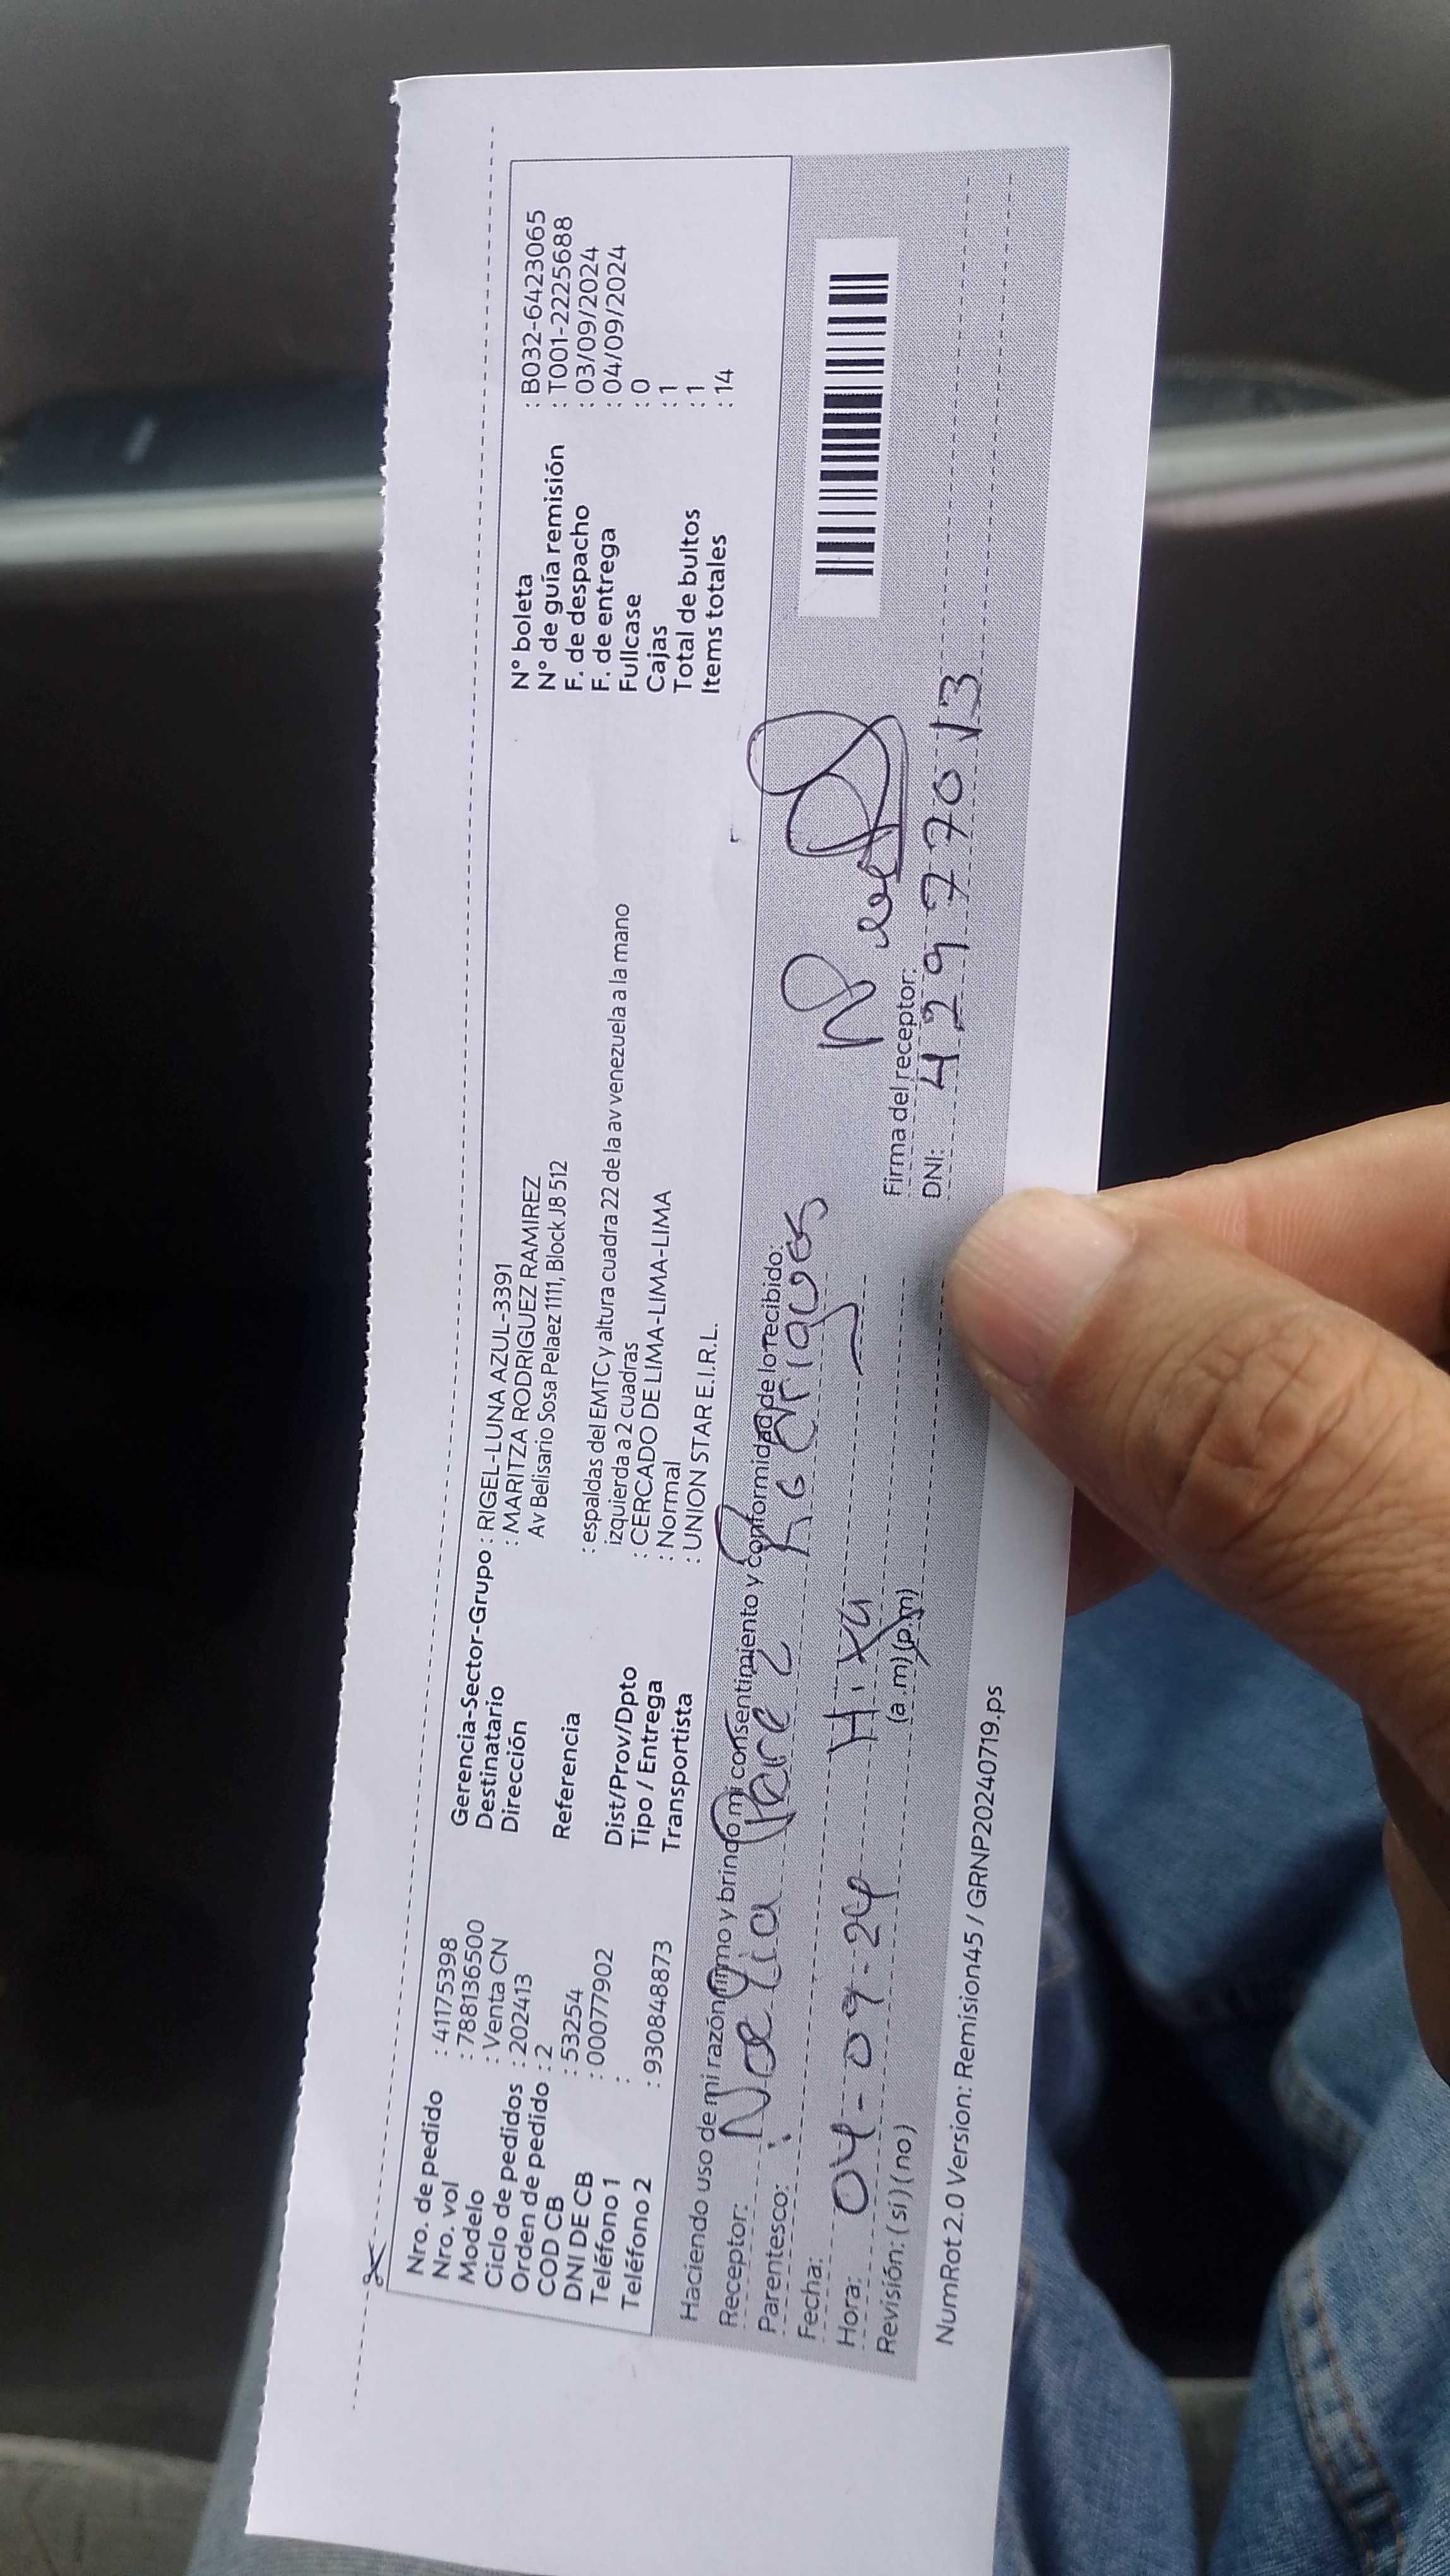 Nro. de pedido : 41175398
Nro. vol : 788136500
Modelo : Venta CN
Ciclo de pedidos : 202413
Orden de pedido : 2
COD CB : 53254
DNI DE CB : 00077902
Teléfono 1 :
Teléfono 2 : 930848873
Gerencia-Sector-Grupo : RIGEL-LUNA AZUL-3391
Destinatario : MARITZA RODRIGUEZ RAMIREZ
Dirección Av Belisario Sosa Pelaez 1111, Block J8 512
Referencia : espaldas del EMTC y altura cuadra 22 de la av venezuela a la mano
izquierda a 2 cuadras
Dist/Prov/Dpto : CERCADO DE LIMA-LIMA-LIMA
Tipo / Entrega : Normal
Transportista : UNION STAR E.I.R.L.
N° boleta : B032-6423065
N° de guía remisión : T001-2225688
F. de despacho : 03/09/2024
F. de entrega : 04/09/2024
Fullcase : 0
Cajas : 1
Total de bultos : 1
Items totales : 14
Haciendo uso de mi razón firmo y brindo mi consentimiento y conformidad de lo recibido:
Receptor: Perez
Parentesco:
Fecha: 04-09-24
Hora:
(a.m)(p.m)
Revisión: (si)(no)
Firma del receptor:
DNI: 42977013
NumRot 2.0 Version: Remision45 / GRNP20240719.ps